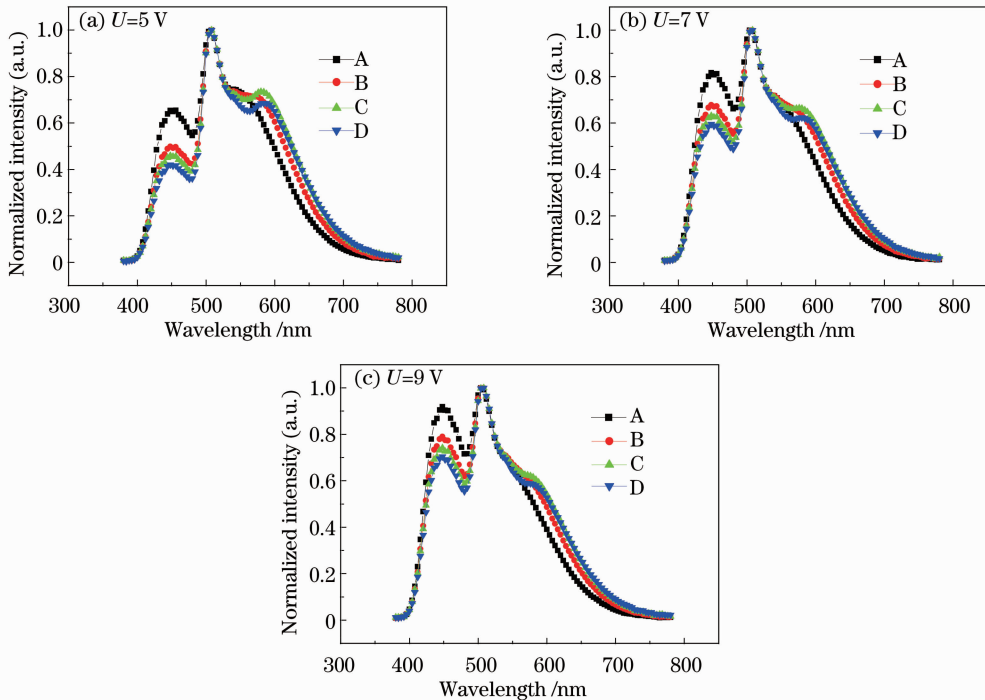 (a) U=5 V
Normalized intensity (a.u.)
1.0
0.8
0.6
0.4
0.2
0
A
B
C
D
300 400 500 600 700 800
Wavelength /nm
(b) U=7 V
Normalized intensity (a.u.)
1.0
0.8
0.6
0.4
0.2
0
A
B
C
D
300 400 500 600 700 800
Wavelength /nm
(c) U=9 V
Normalized intensity (a.u.)
1.0
0.8
0.6
0.4
0.2
0
A
B
C
D
300 400 500 600 700 800
Wavelength /nm